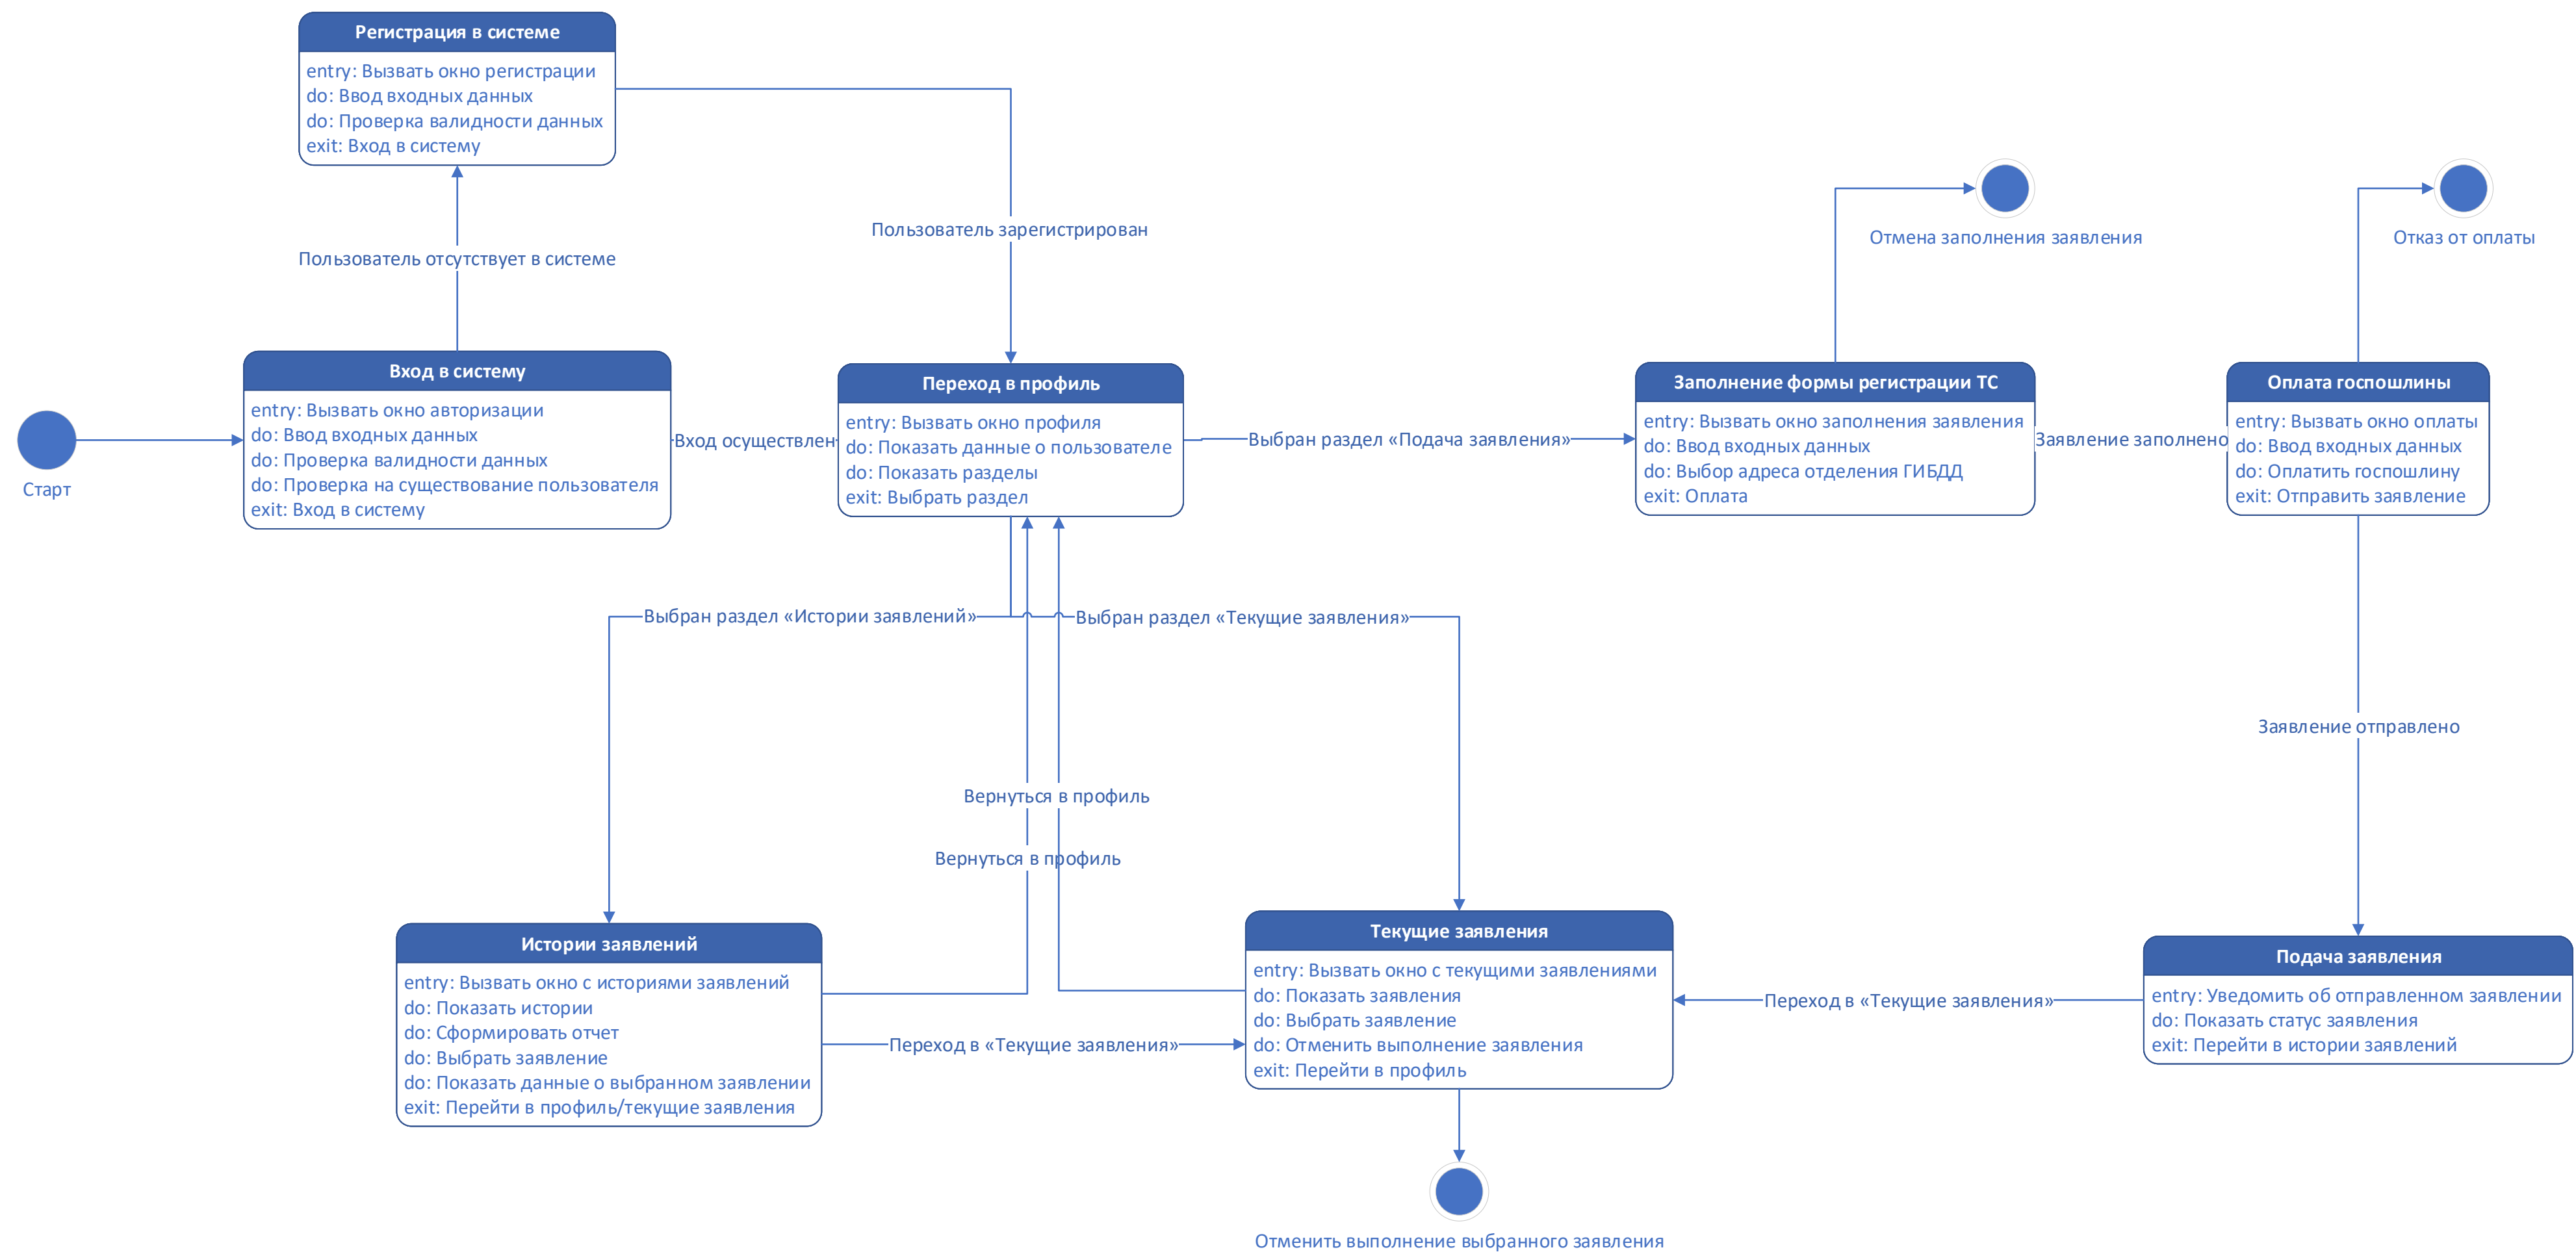 Регистрация в системе
entry: Вызвать окно регистрации
do: Ввод входных данных
do: Проверка валидности данных
exit: Вход в систему
Пользователь зарегистрирован
Отмена заполнения заявления
Отказ от оплаты
Пользователь отсутствует в системе
Старт
Вход в систему
entry: Вызвать окно авторизации
do: Ввод входных данных
do: Проверка валидности данных
do: Проверка на существование пользователя
exit: Вход в систему
Вход осуществлен
Переход в профиль
entry: Вызвать окно профиля
do: Показать данные о пользователе
do: Показать разделы
exit: Выбрать раздел
Выбран раздел «Подача заявления»
Заполнение формы регистрации ТС
entry: Вызвать окно заполнения заявления
do: Ввод входных данных
do: Выбор адреса отделения ГИБДД
exit: Оплата
Заявление заполнено
Оплата госпошлины
entry: Вызвать окно оплаты
do: Ввод входных данных
do: Оплатить госпошлину
exit: Отправить заявление
Выбран раздел «Истории заявлений»
Выбран раздел «Текущие заявления»
Заявление отправлено
Вернуться в профиль
Вернуться в профиль
Истории заявлений
entry: Вызвать окно с историями заявлений
do: Показать истории
do: Сформировать отчет
do: Выбрать заявление
do: Показать данные о выбранном заявлении
exit: Перейти в профиль/текущие заявления
Переход в «Текущие заявления»
Текущие заявления
entry: Вызвать окно с текущими заявлениями
do: Показать заявления
do: Выбрать заявление
do: Отменить выполнение заявления
exit: Перейти в профиль
Переход в «Текущие заявления»
Подача заявления
entry: Уведомить об отправленном заявлении
do: Показать статус заявления
exit: Перейти в истории заявлений
Отменить выполнение выбранного заявления